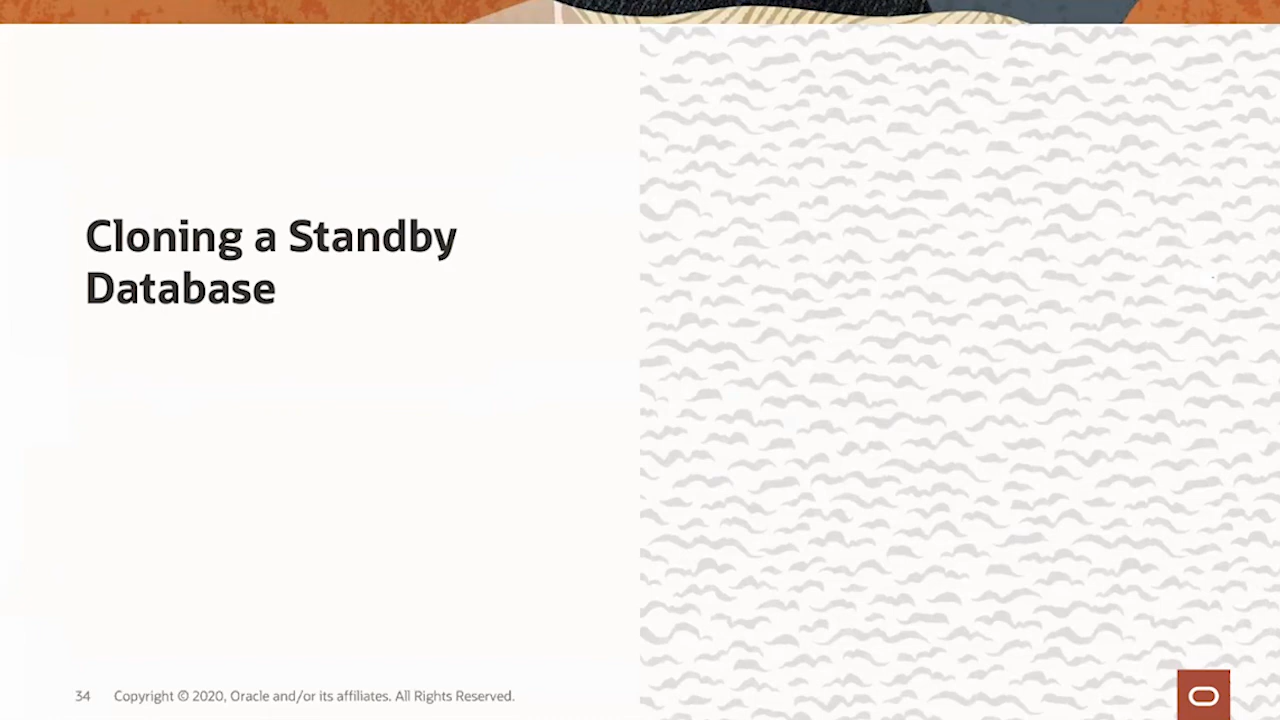 Cloning a Standby
Database
34 Copyright © 2020, Oracle and/or its affiliates. All Rights Reserved.